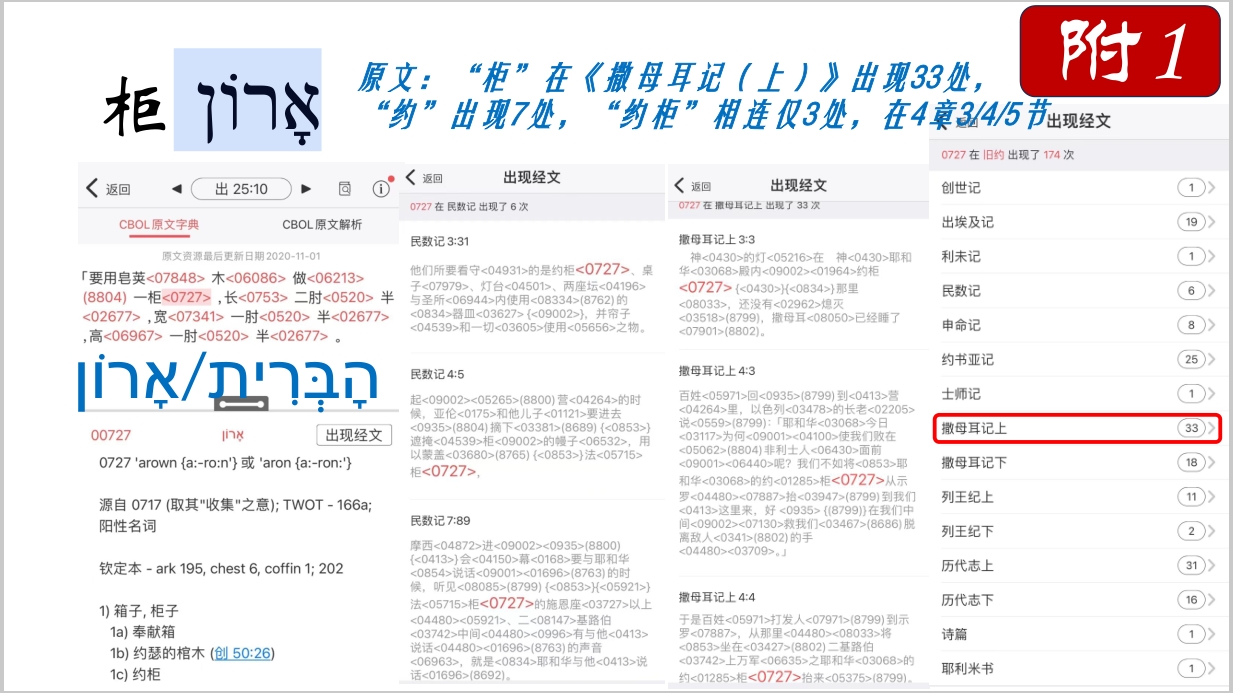 附 1
柜 אָרוֹן
原文：“柜”在《撒母耳记（上）》出现33处，
“约”出现7处，“约柜”相连仅3处，在4章3/4/5节
返回 出 25:10
CBOL原文字典 CBOL原文解析
原文资源最后更新日期2020-11-01
「要用皂荚<07848> 木<06086> 做<06213>
(8804) 一柜<0727> ,长<0753> 二肘<0520> 半
<02677> ,宽<07341> 一肘<0520> 半<02677>
,高<06967> 一肘<0520> 半<02677> 。
הַבְּרִית/אָרוֹן
00727 אָרוֹן 出现经文
0727 'arown {a:-ro:n'} 或 'aron {a:-ron:'}
源自 0717 (取其"收集"之意); TWOT - 166a;
阳性名词
钦定本 - ark 195, chest 6, coffin 1; 202
1) 箱子, 柜子
1a) 奉献箱
1b) 约瑟的棺木 (创 50:26)
1c) 约柜
返回 出现经文
0727 在 民数记 出现了 6 次
民数记 3:31
他们所要看守<04931>的是约柜<0727>、桌
子<07979>、灯台<04501>、两座坛<04196>
与圣所<06944>内使用<08334>(8762)的
<0834>器皿<03627> {<09002>}，并帘子
<04539>和一切<03605>使用<05656>之物。
民数记 4:5
起<09002><05265>(8800)营<04264>的时
候，亚伦<0175>和他儿子<01121>要进去
<0935>(8804)摘下<03381>(8689) {<0853>}
遮掩<04539>柜<09002>的幔子<06532>，用
以蒙盖<03680>(8765) {<0853>}法<05715>
柜<0727>，
民数记 7:89
摩西<04872>进<09002><0935>(8800)
{<0413>}会<04150>幕<0168>要与耶和华
<0854>说话<09001><01696>(8763)的时
候，听见<08085>(8799) {<0853>}{<05921>}
法<05715>柜<0727>的施恩座<03727>以上
<04480><05921>、二<08147>基路伯
<03742>中间<04480><0996>有与他<0413>
说话<04480><01696>(8763)的声音
<06963>，就是<0834>耶和华与他<0413>说
话<01696>(8692)。
返回 出现经文
0727 在 撒母耳记上 出现了 33 次
撒母耳记上 3:3
神<0430>的灯<05216>在 神<0430>耶和
华<03068>殿内<09002><01964>约柜
<0727> {<0430>}{<0834>}那里
<08033>，还没有<02962>熄灭
<03518>(8799)，撒母耳<08050>已经睡了
<07901>(8802)。
撒母耳记上 4:3
百姓<05971>回<0935>(8799)到<0413>营
<04264>里，以色列<03478>的长老<02205>
说<0559>(8799)：「耶和华<03068>今日
<03117>为何<09001><04100>使我们败在
<05062>(8804)非利士人<06430>面前
<09001><06440>呢？我们不如将<0853>耶
和华<03068>的约<01285>柜<0727>从示
罗<04480><07887>抬<03947>(8799)到我们
<0413>这里来，好 <0935> {(8799)}在我们中
间<09002><07130>救我们<03467>(8686)脱
离敌人<0341>(8802)的手
<04480><03709>。」
撒母耳记上 4:4
于是百姓<05971>打发人<07971>(8799)到示
罗<07887>，从那里<04480><08033>将
<0853>坐在<03427>(8802)二基路伯
<03742>上万军<06635>之耶和华<03068>的
约<01285>柜<0727>抬来<05375>(8799)。
返回 出现经文
0727 在 旧约 出现了 174 次
创世记 1
出埃及记 19
利未记 1
民数记 6
申命记 8
约书亚记 25
士师记 1
撒母耳记上 33
撒母耳记下 18
列王纪上 11
列王纪下 2
历代志上 31
历代志下 16
诗篇 1
耶利米书 1